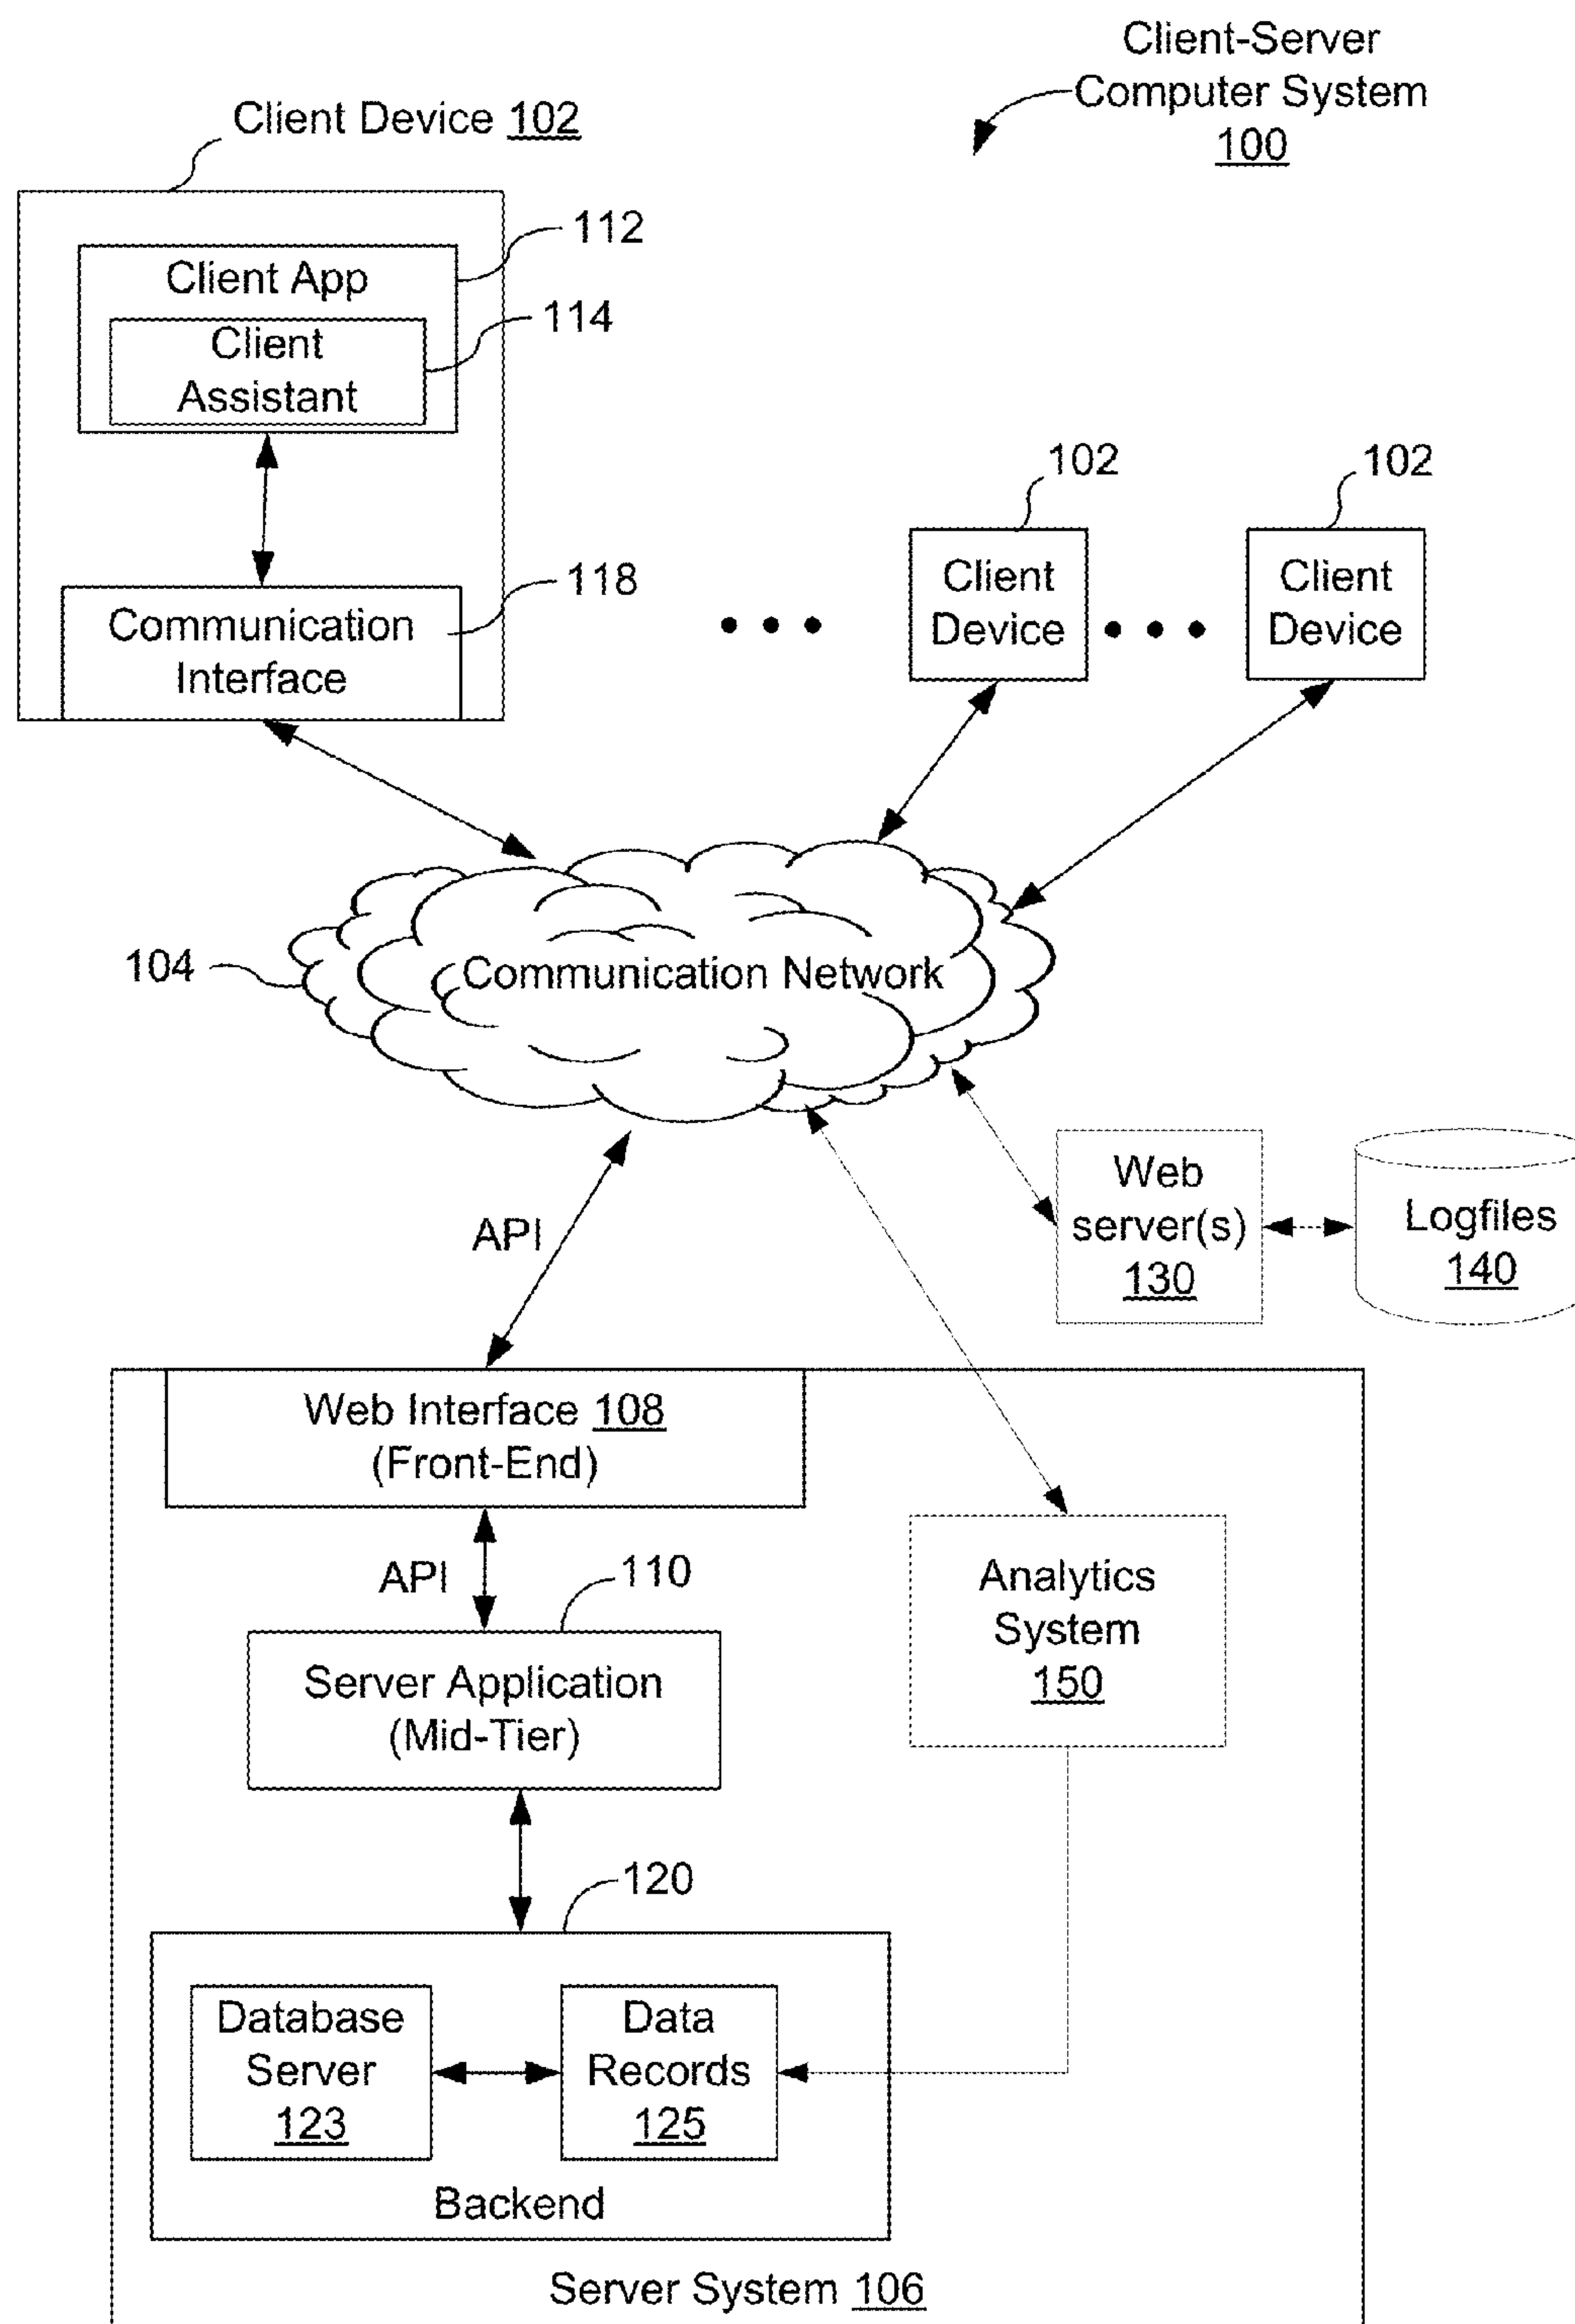 Client-Server
Computer System
100
Client Device 102
112
Client App
114
Client
Assistant
102
102
118
Communication
Interface
Client
Device
Client
Device
104
Communication Network
API
Web
server(s)
130
Logfiles
140
Web Interface 108
(Front-End)
API
110
Server Application
(Mid-Tier)
Analytics
System
150
120
Database
Server
123
Data
Records
125
Backend
Server System 106